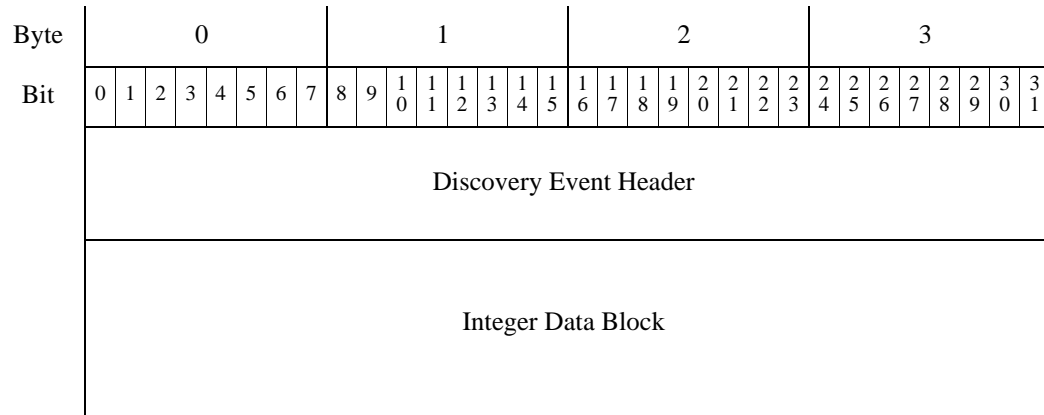 Byte 0 1 2 3
Bit 0 1 2 3 4 5 6 7 8 9 10 11 12 13 14 15 16 17 18 19 20 21 22 23 24 25 26 27 28 29 30 31
Discovery Event Header
Integer Data Block